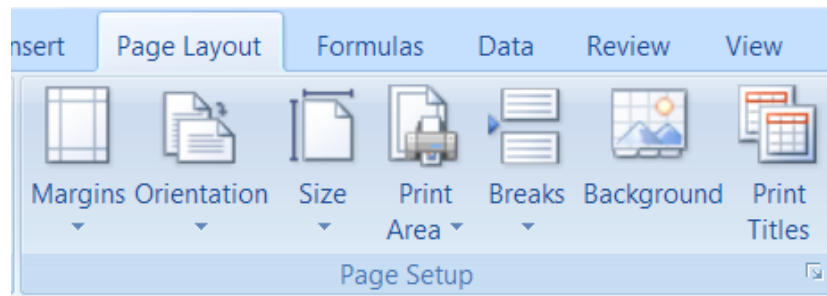 nsert Page Layout Formulas Data Review View
Margins Orientation Size Print Area Breaks Background Print Titles
Page Setup